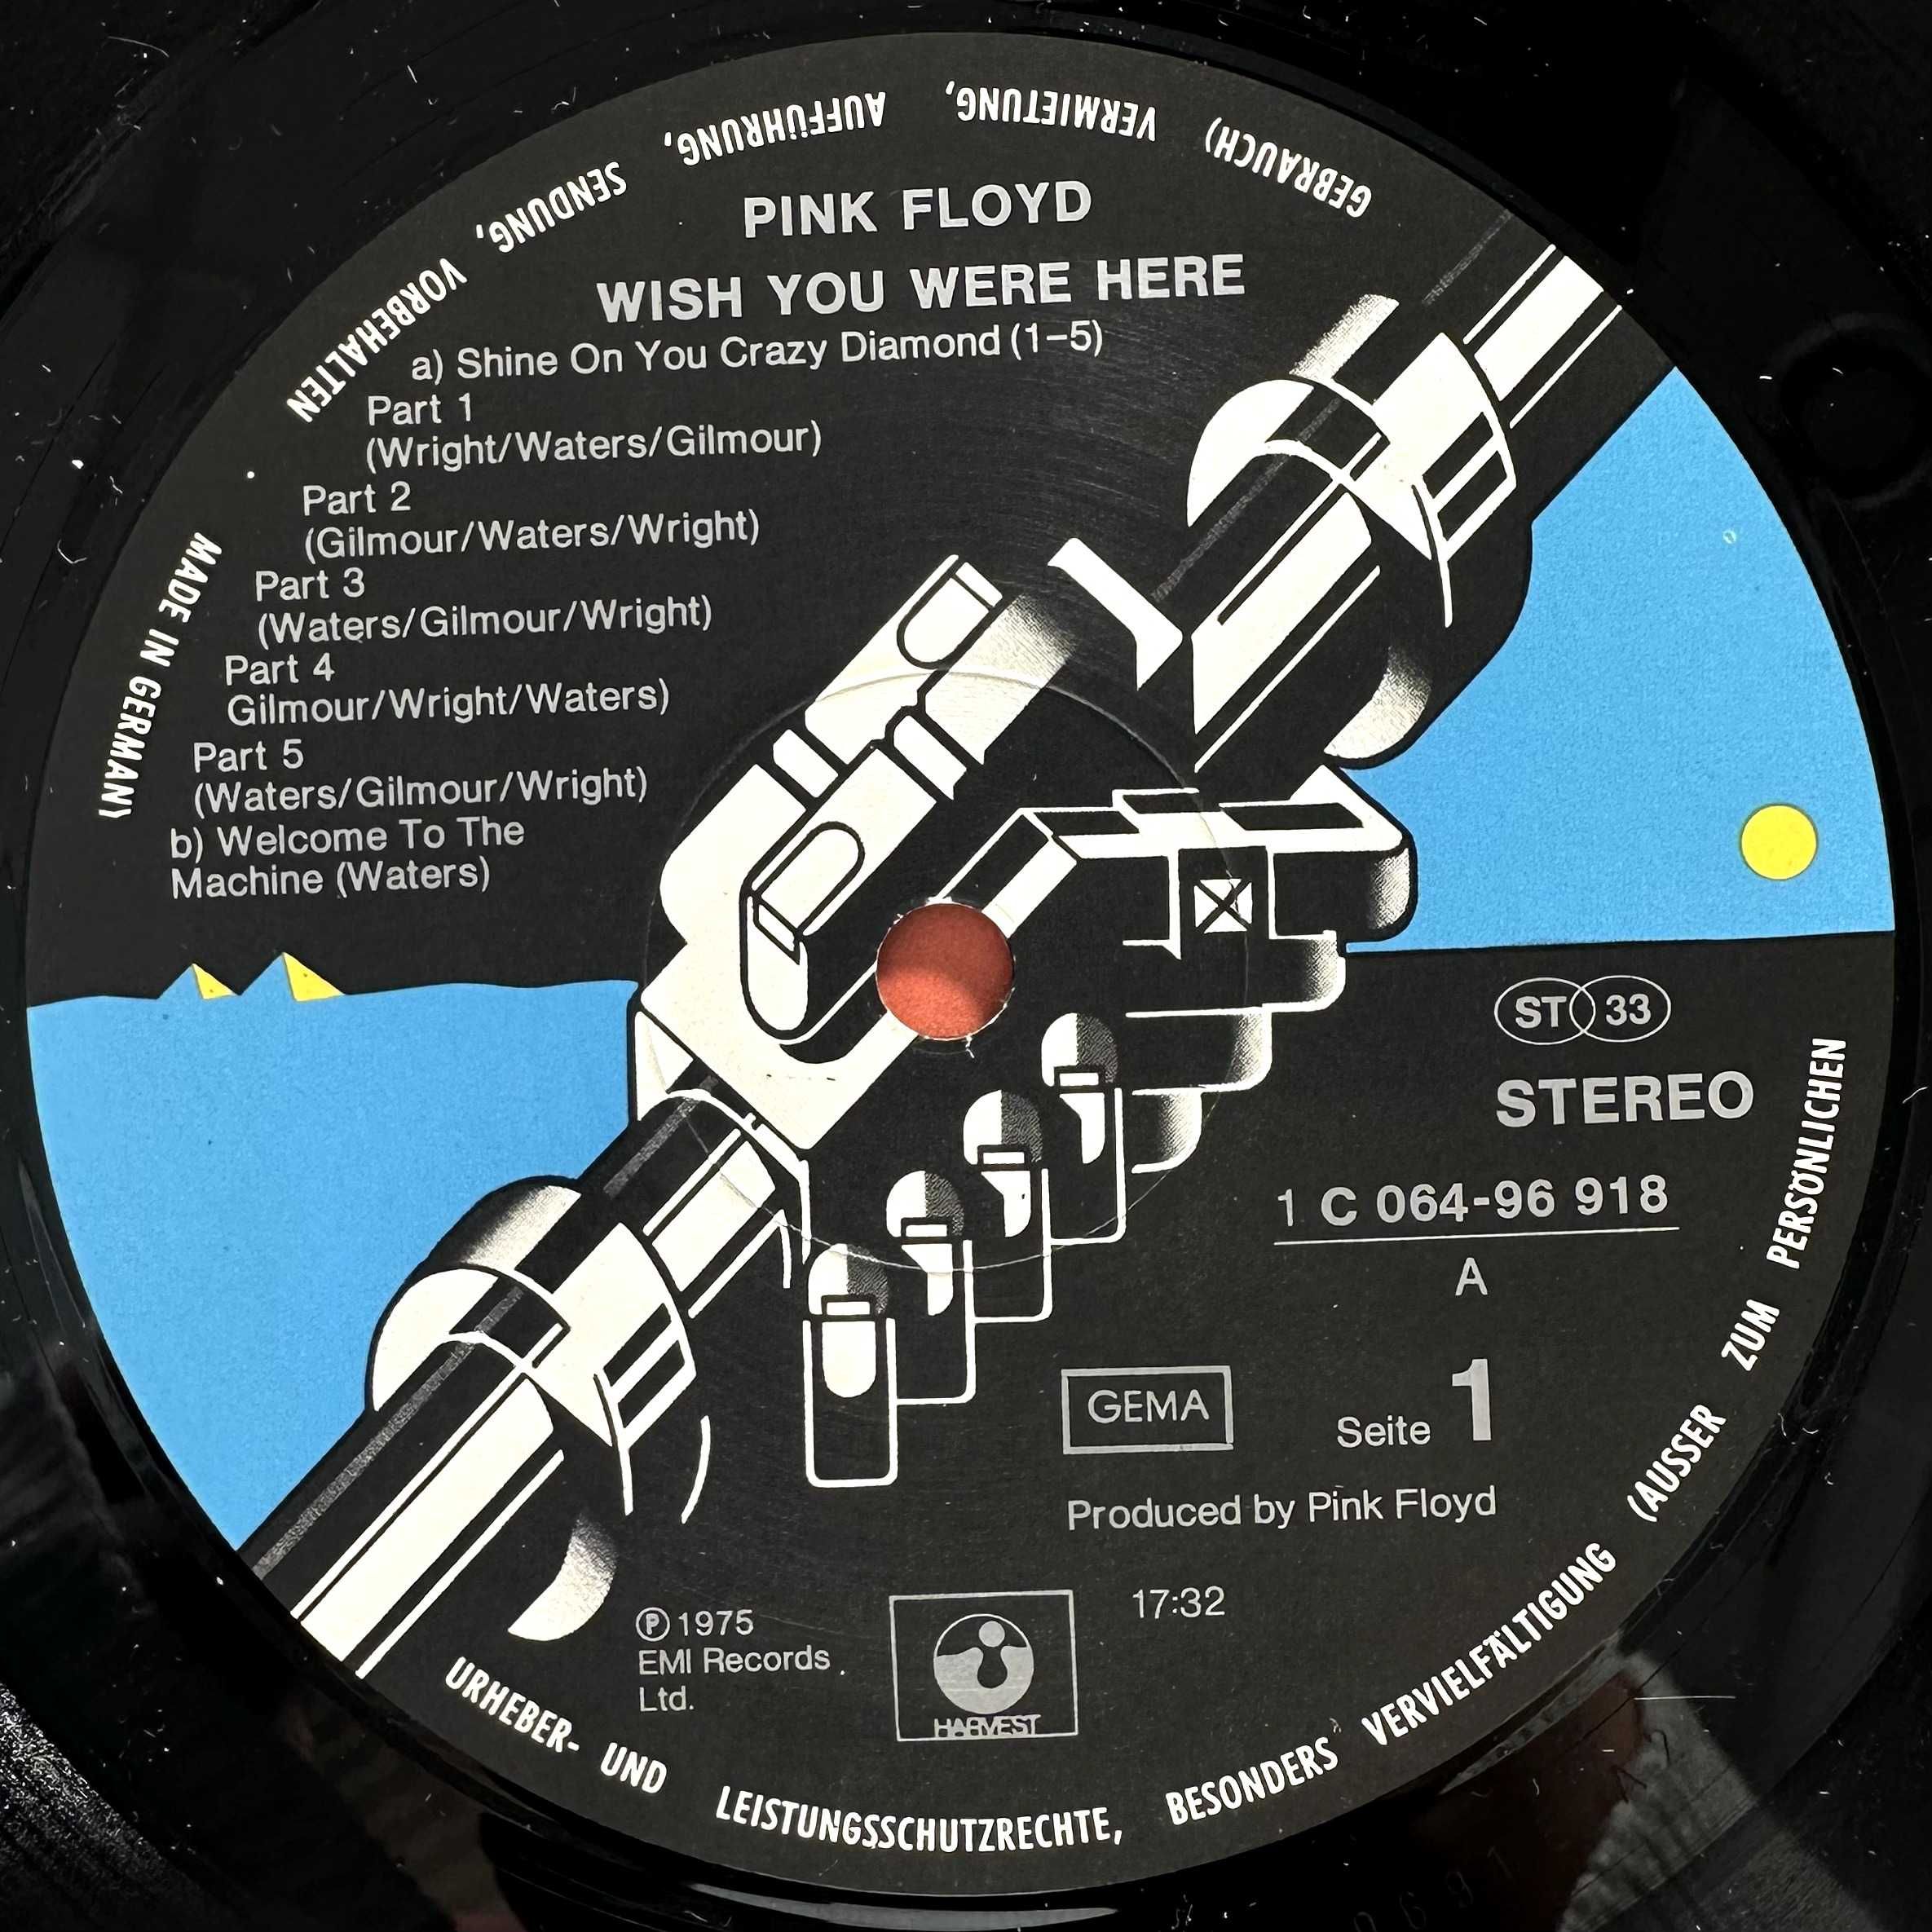 PINK FLOYD
WISH YOU WERE HERE
a) Shine On You Crazy Diamond (1–5)
Part 1
(Wright/Waters/Gilmour)
Part 2
(Gilmour/Waters/Wright)
Part 3
(Waters/Gilmour/Wright)
Part 4
Gilmour/Wright/Waters)
Part 5
(Waters/Gilmour/Wright)
b) Welcome To The
Machine (Waters)
ST 33
STEREO
1 C 064-96 918
A
GEMA
Seite 1
Produced by Pink Floyd
17:32
℗ 1975
EMI Records
Ltd.
HARVEST
MADE IN GERMANY
URHEBER- UND LEISTUNGSSCHUTZRECHTE, BESONDERS VERVIELFÄLTIGUNG (AUSSER ZUM PERSÖNLICHEN GEBRAUCH) VERMIETUNG, AUFFÜHRUNG, SENDUNG, VORBEHALTEN